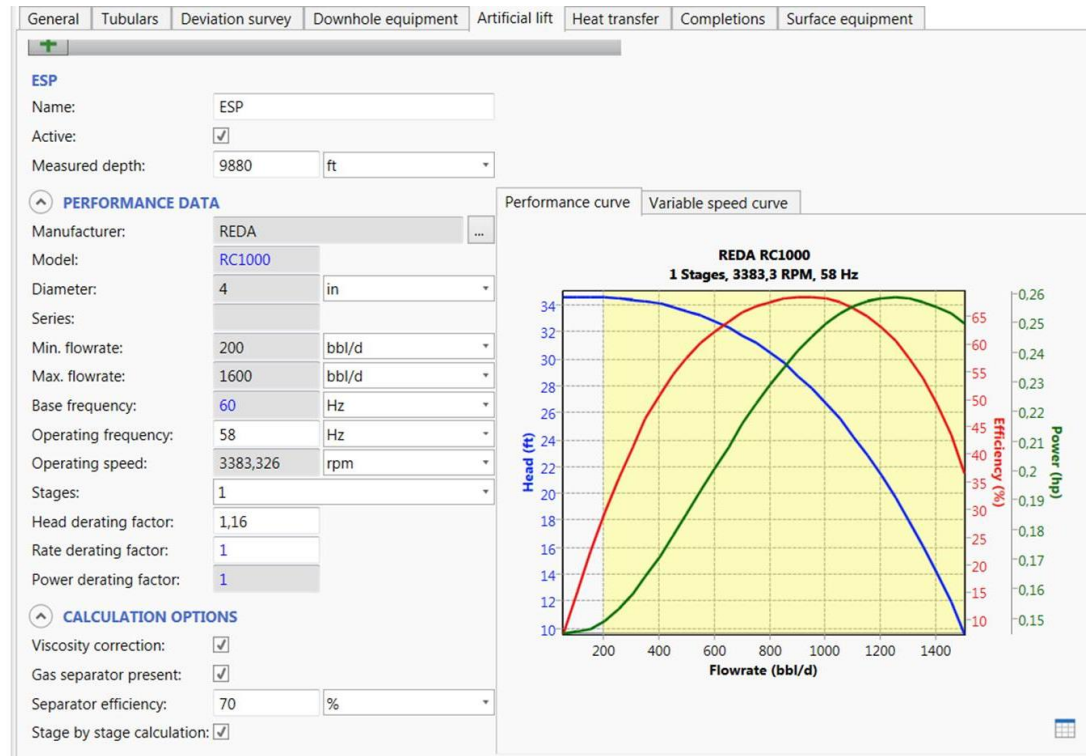 General Tubulars Deviation survey Downhole equipment Artificial lift Heat transfer Completions Surface equipment
ESP
Name: ESP
Active:
Measured depth: 9880 ft
PERFORMANCE DATA
Manufacturer: REDA ...
Model: RC1000
Diameter: 4 in
Series:
Min. flowrate: 200 bbl/d
Max. flowrate: 1600 bbl/d
Base frequency: 60 Hz
Operating frequency: 58 Hz
Operating speed: 3383,326 rpm
Stages: 1
Head derating factor: 1,16
Rate derating factor: 1
Power derating factor: 1
CALCULATION OPTIONS
Viscosity correction:
Gas separator present:
Separator efficiency: 70 %
Stage by stage calculation:
Performance curve Variable speed curve
REDA RC1000
1 Stages, 3383,3 RPM, 58 Hz
Head (ft)
34
32
30
28
26
24
22
20
18
16
14
12
10
200 400 600 800 1000 1200 1400
Flowrate (bbl/d)
65
60
55
50
45
40
35
30
25
20
15
10
Efficiency (%)
0,26
0,25
0,24
0,23
0,22
0,21
0,2
0,19
0,18
0,17
0,16
0,15
Power (hp)